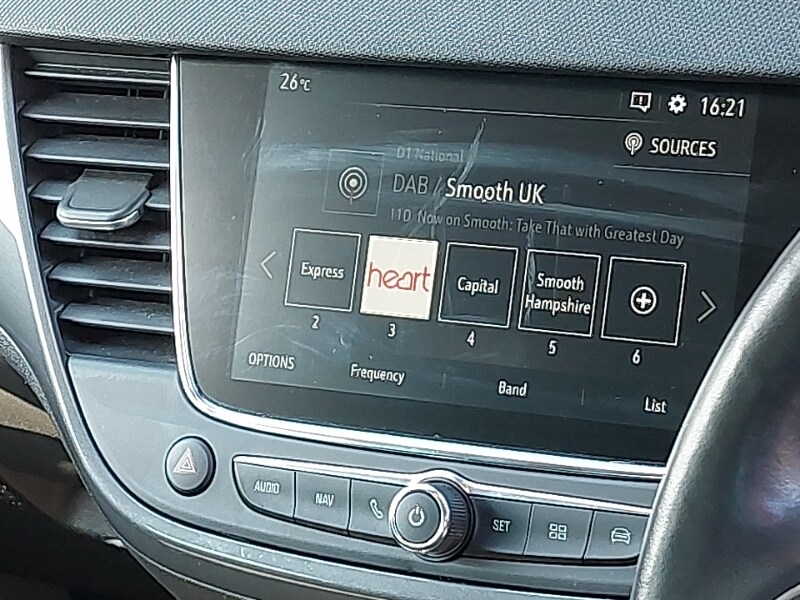 26°C
16:21
SOURCES
D1 National
DAB / Smooth UK
11D Now on Smooth: Take That with Greatest Day
Express
heart
Capital
Smooth Hampshire
2
3
4
5
6
OPTIONS
Frequency
Band
List
AUDIO
NAV
SET